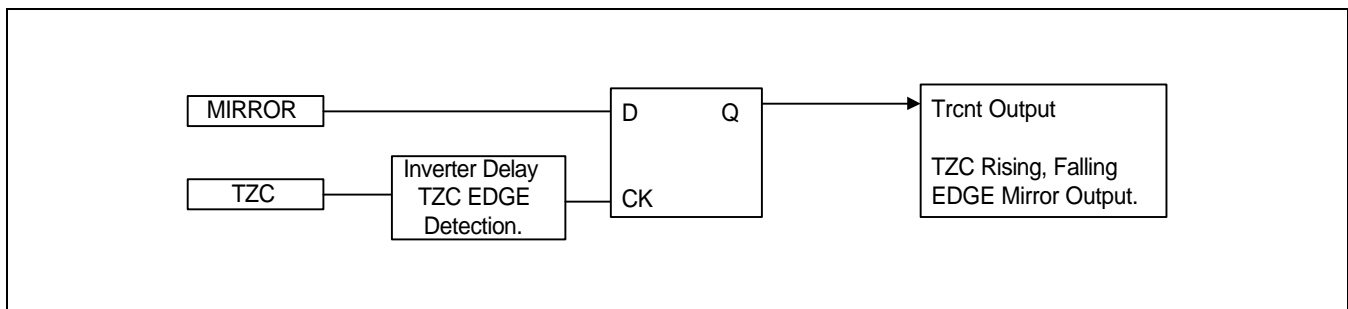 MIRROR
TZC
Inverter Delay
TZC EDGE
Detection.
D
Q
CK
Trcnt Output
TZC Rising, Falling
EDGE Mirror Output.